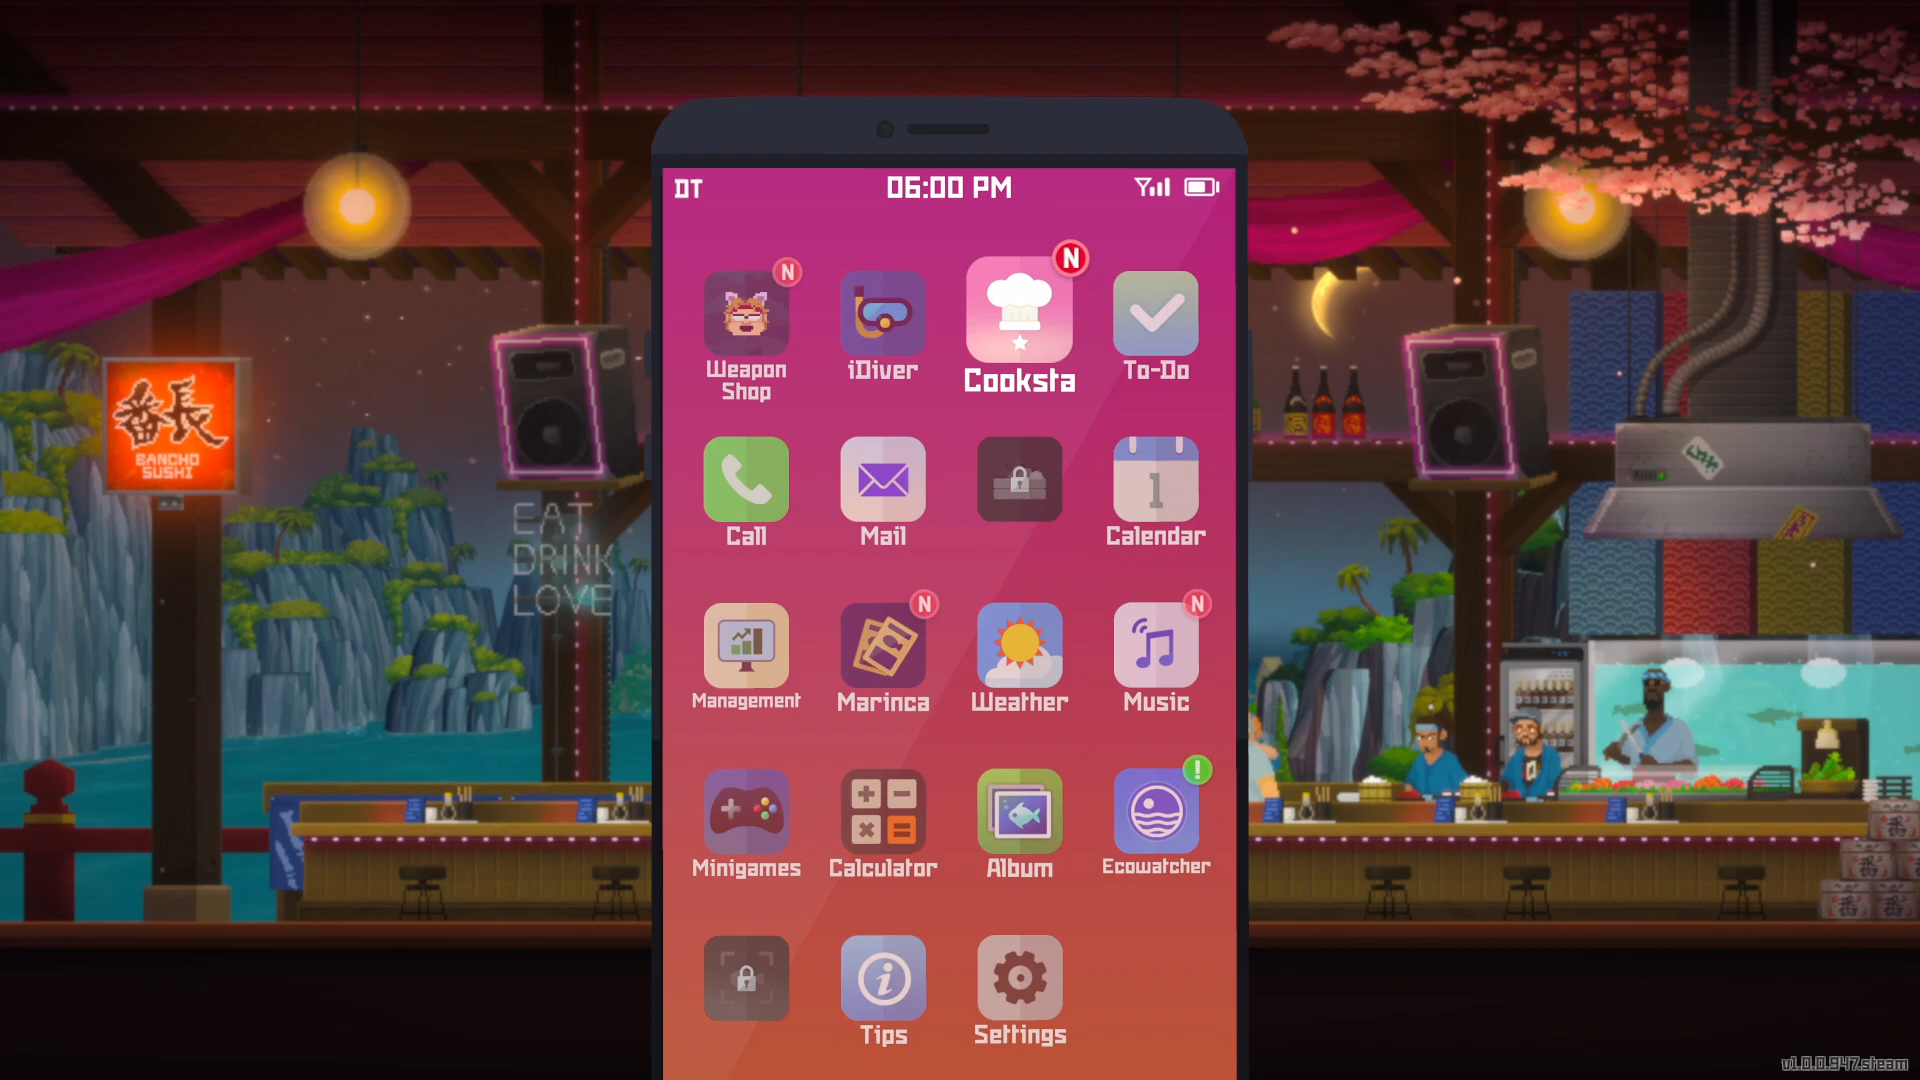 DT
06:00 PM
N
N
Weapon
Shop
iDiver
Cooksta
To-Do
番長
BANCHO
SUSHI
EAT
DRINK
LOVE
1
Call
Mail
Calendar
N
N
Management
Marinca
Weather
Music
!
Minigames
Calculator
Album
Ecowatcher
i
Tips
Settings
v1.0.0.947.steam